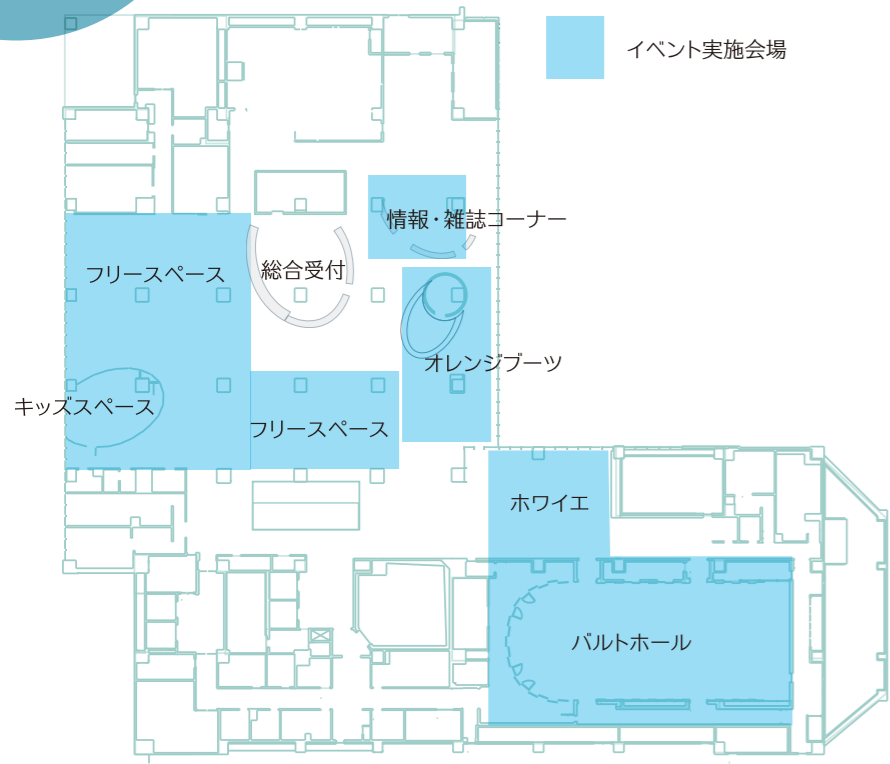 イベント実施会場
情報・雑誌コーナー
フリースペース
総合受付
オレンジブーツ
キッズスペース
フリースペース
ホワイエ
バルトホール